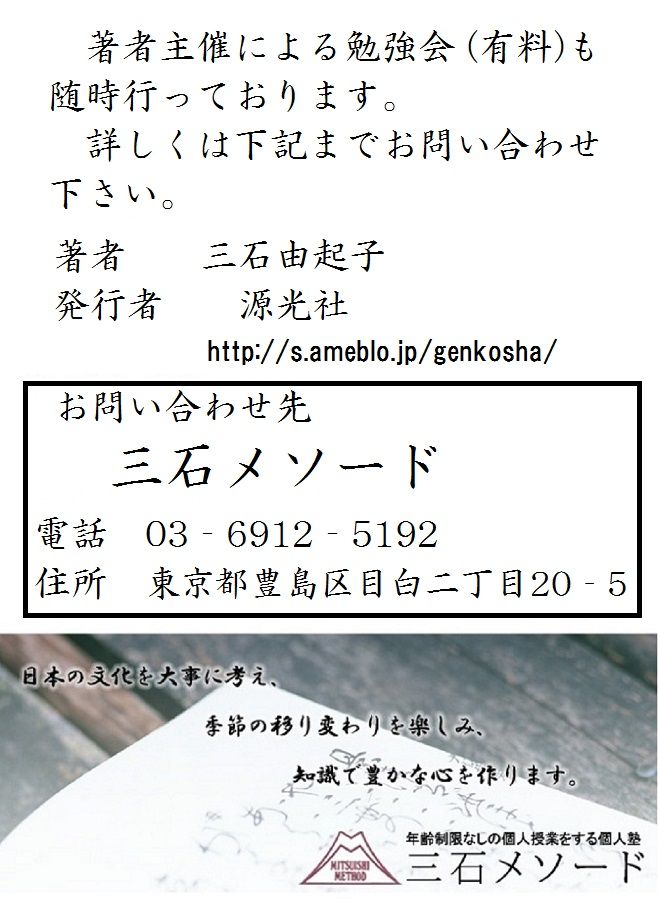 著者主催による勉強会(有料)も
随時行っております。
詳しくは下記までお問い合わせ
下さい。
著者　三石由起子
発行者　源光社
http://s.ameblo.jp/genkosha/
お問い合わせ先
三石メソード
電話　03‐6912‐5192
住所　東京都豊島区目白二丁目20‐5
日本の文化を大事に考え、
季節の移り変わりを楽しみ、
知識で豊かな心を作ります。
年齢制限なしの個人授業をする個人塾
MITSUISHI
METHOD
三石メソード